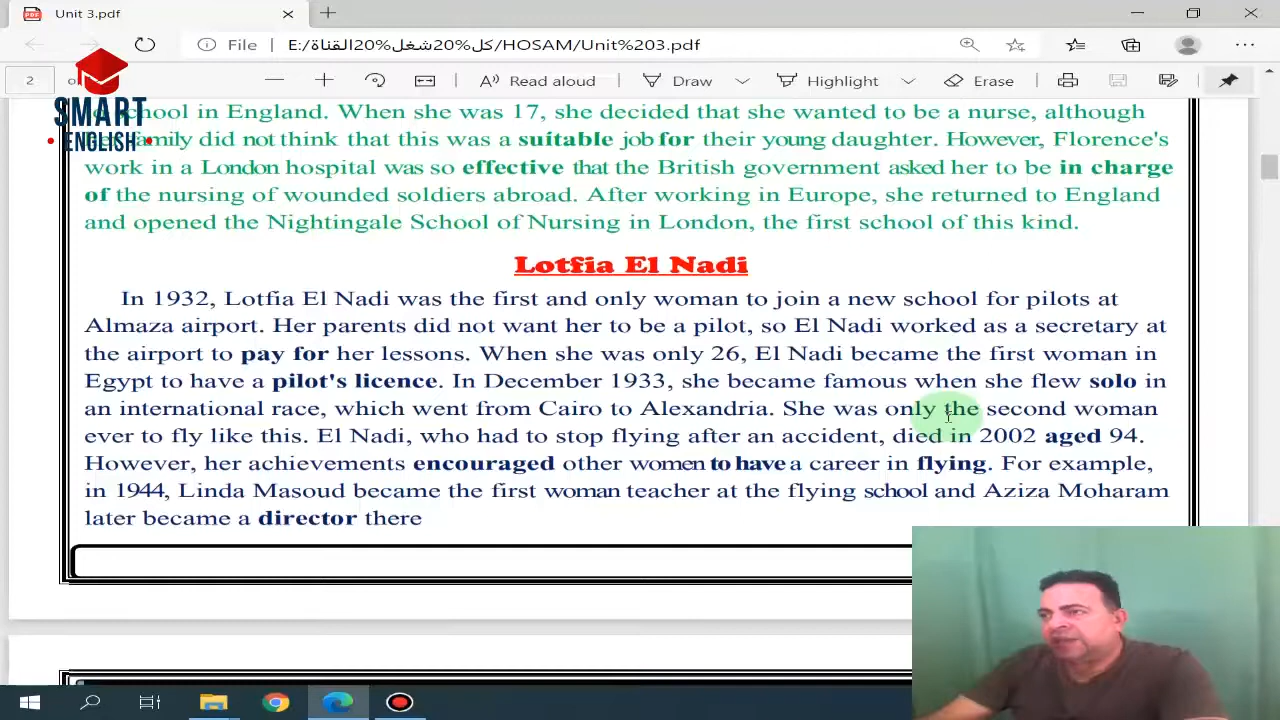 Unit 3.pdf
File
E:/كل%20شغل%20القناة/HOSAM/Unit%203.pdf
2
Read aloud
Draw
Highlight
Erase
SMART
ENGLISH
school in England. When she was 17, she decided that she wanted to be a nurse, although
family did not think that this was a suitable job for their young daughter. However, Florence's
work in a London hospital was so effective that the British government asked her to be in charge
of the nursing of wounded soldiers abroad. After working in Europe, she returned to England
and opened the Nightingale School of Nursing in London, the first school of this kind.
Lotfia El Nadi
In 1932, Lotfia El Nadi was the first and only woman to join a new school for pilots at
Almaza airport. Her parents did not want her to be a pilot, so El Nadi worked as a secretary at
the airport to pay for her lessons. When she was only 26, El Nadi became the first woman in
Egypt to have a pilot's licence. In December 1933, she became famous when she flew solo in
an international race, which went from Cairo to Alexandria. She was only the second woman
ever to fly like this. El Nadi, who had to stop flying after an accident, died in 2002 aged 94.
However, her achievements encouraged other women to have a career in flying. For example,
in 1944, Linda Masoud became the first woman teacher at the flying school and Aziza Moharam
later became a director there